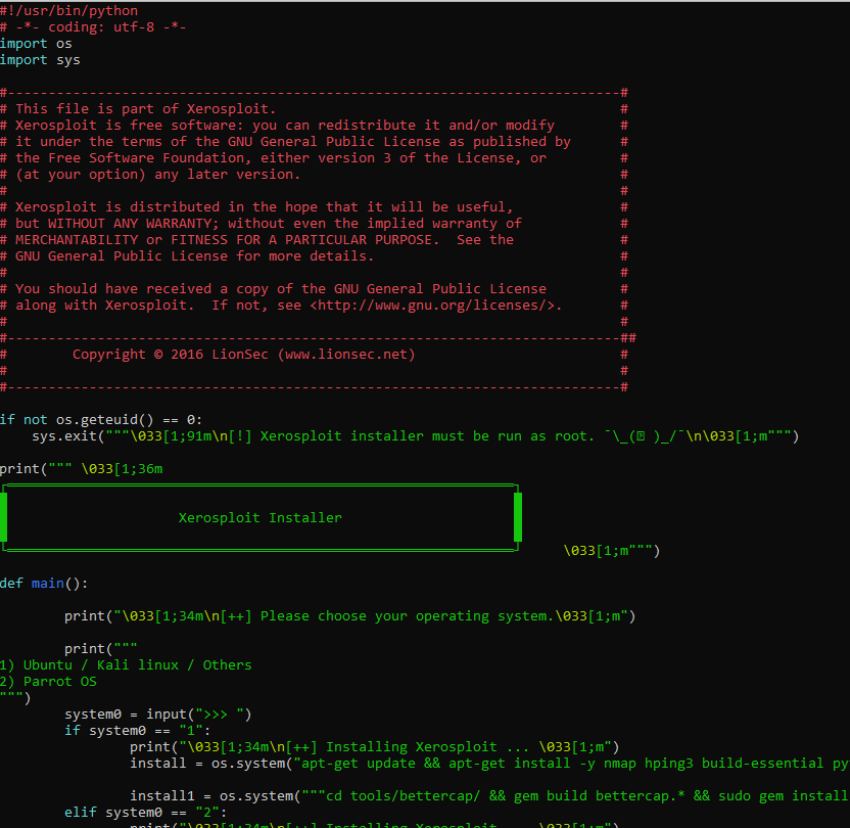 #!/usr/bin/python
# -*- coding: utf-8 -*-
import os
import sys
#---------------------------------------------------------------------------#
# This file is part of Xerosploit. #
# Xerosploit is free software: you can redistribute it and/or modify #
# it under the terms of the GNU General Public License as published by #
# the Free Software Foundation, either version 3 of the License, or #
# (at your option) any later version. #
# #
# Xerosploit is distributed in the hope that it will be useful, #
# but WITHOUT ANY WARRANTY; without even the implied warranty of #
# MERCHANTABILITY or FITNESS FOR A PARTICULAR PURPOSE.  See the #
# GNU General Public License for more details. #
# #
# You should have received a copy of the GNU General Public License #
# along with Xerosploit.  If not, see <http://www.gnu.org/licenses/>. #
# #
#---------------------------------------------------------------------------##
#        Copyright © 2016 LionSec (www.lionsec.net) #
# #
#---------------------------------------------------------------------------#
if not os.geteuid() == 0:
    sys.exit("""\033[1;91m\n[!] Xerosploit installer must be run as root. ¯\_( )_/¯\n\033[1;m""")
print(""" \033[1;36m
Xerosploit Installer
\033[1;m""")
def main():
        print("\033[1;34m\n[++] Please choose your operating system.\033[1;m")
        print("""
1) Ubuntu / Kali linux / Others
2) Parrot OS
""")
        system0 = input(">>> ")
        if system0 == "1":
                print("\033[1;34m\n[++] Installing Xerosploit ... \033[1;m")
                install = os.system("apt-get update && apt-get install -y nmap hping3 build-essential py
                install1 = os.system("""cd tools/bettercap/ && gem build bettercap.* && sudo gem install
        elif system0 == "2":
                print("\033[1;34m\n[++] Installing Xerosploit ... \033[1;m")